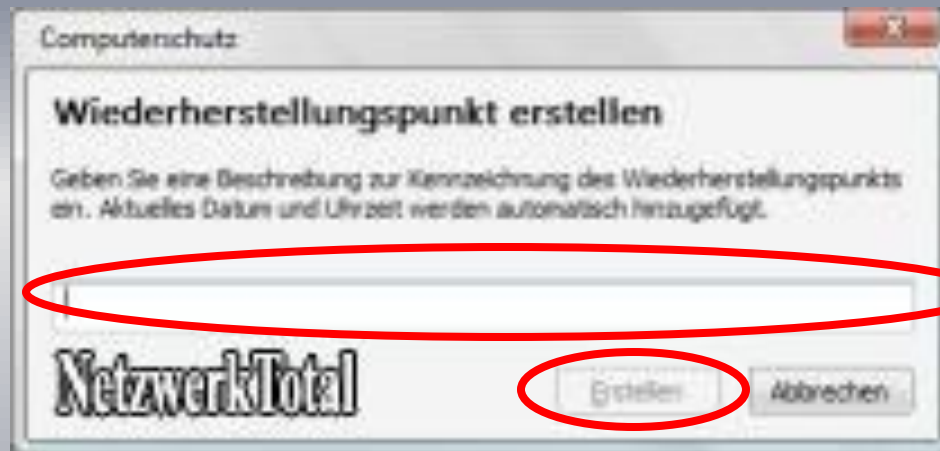 Computerschutz
Wiederherstellungspunkt erstellen
Geben Sie eine Beschreibung zur Kennzeichnung des Wiederherstellungspunkts
ein. Aktuelles Datum und Uhrzeit werden automatisch hinzugefügt.
NetzwerkTotal
Erstellen
Abbrechen